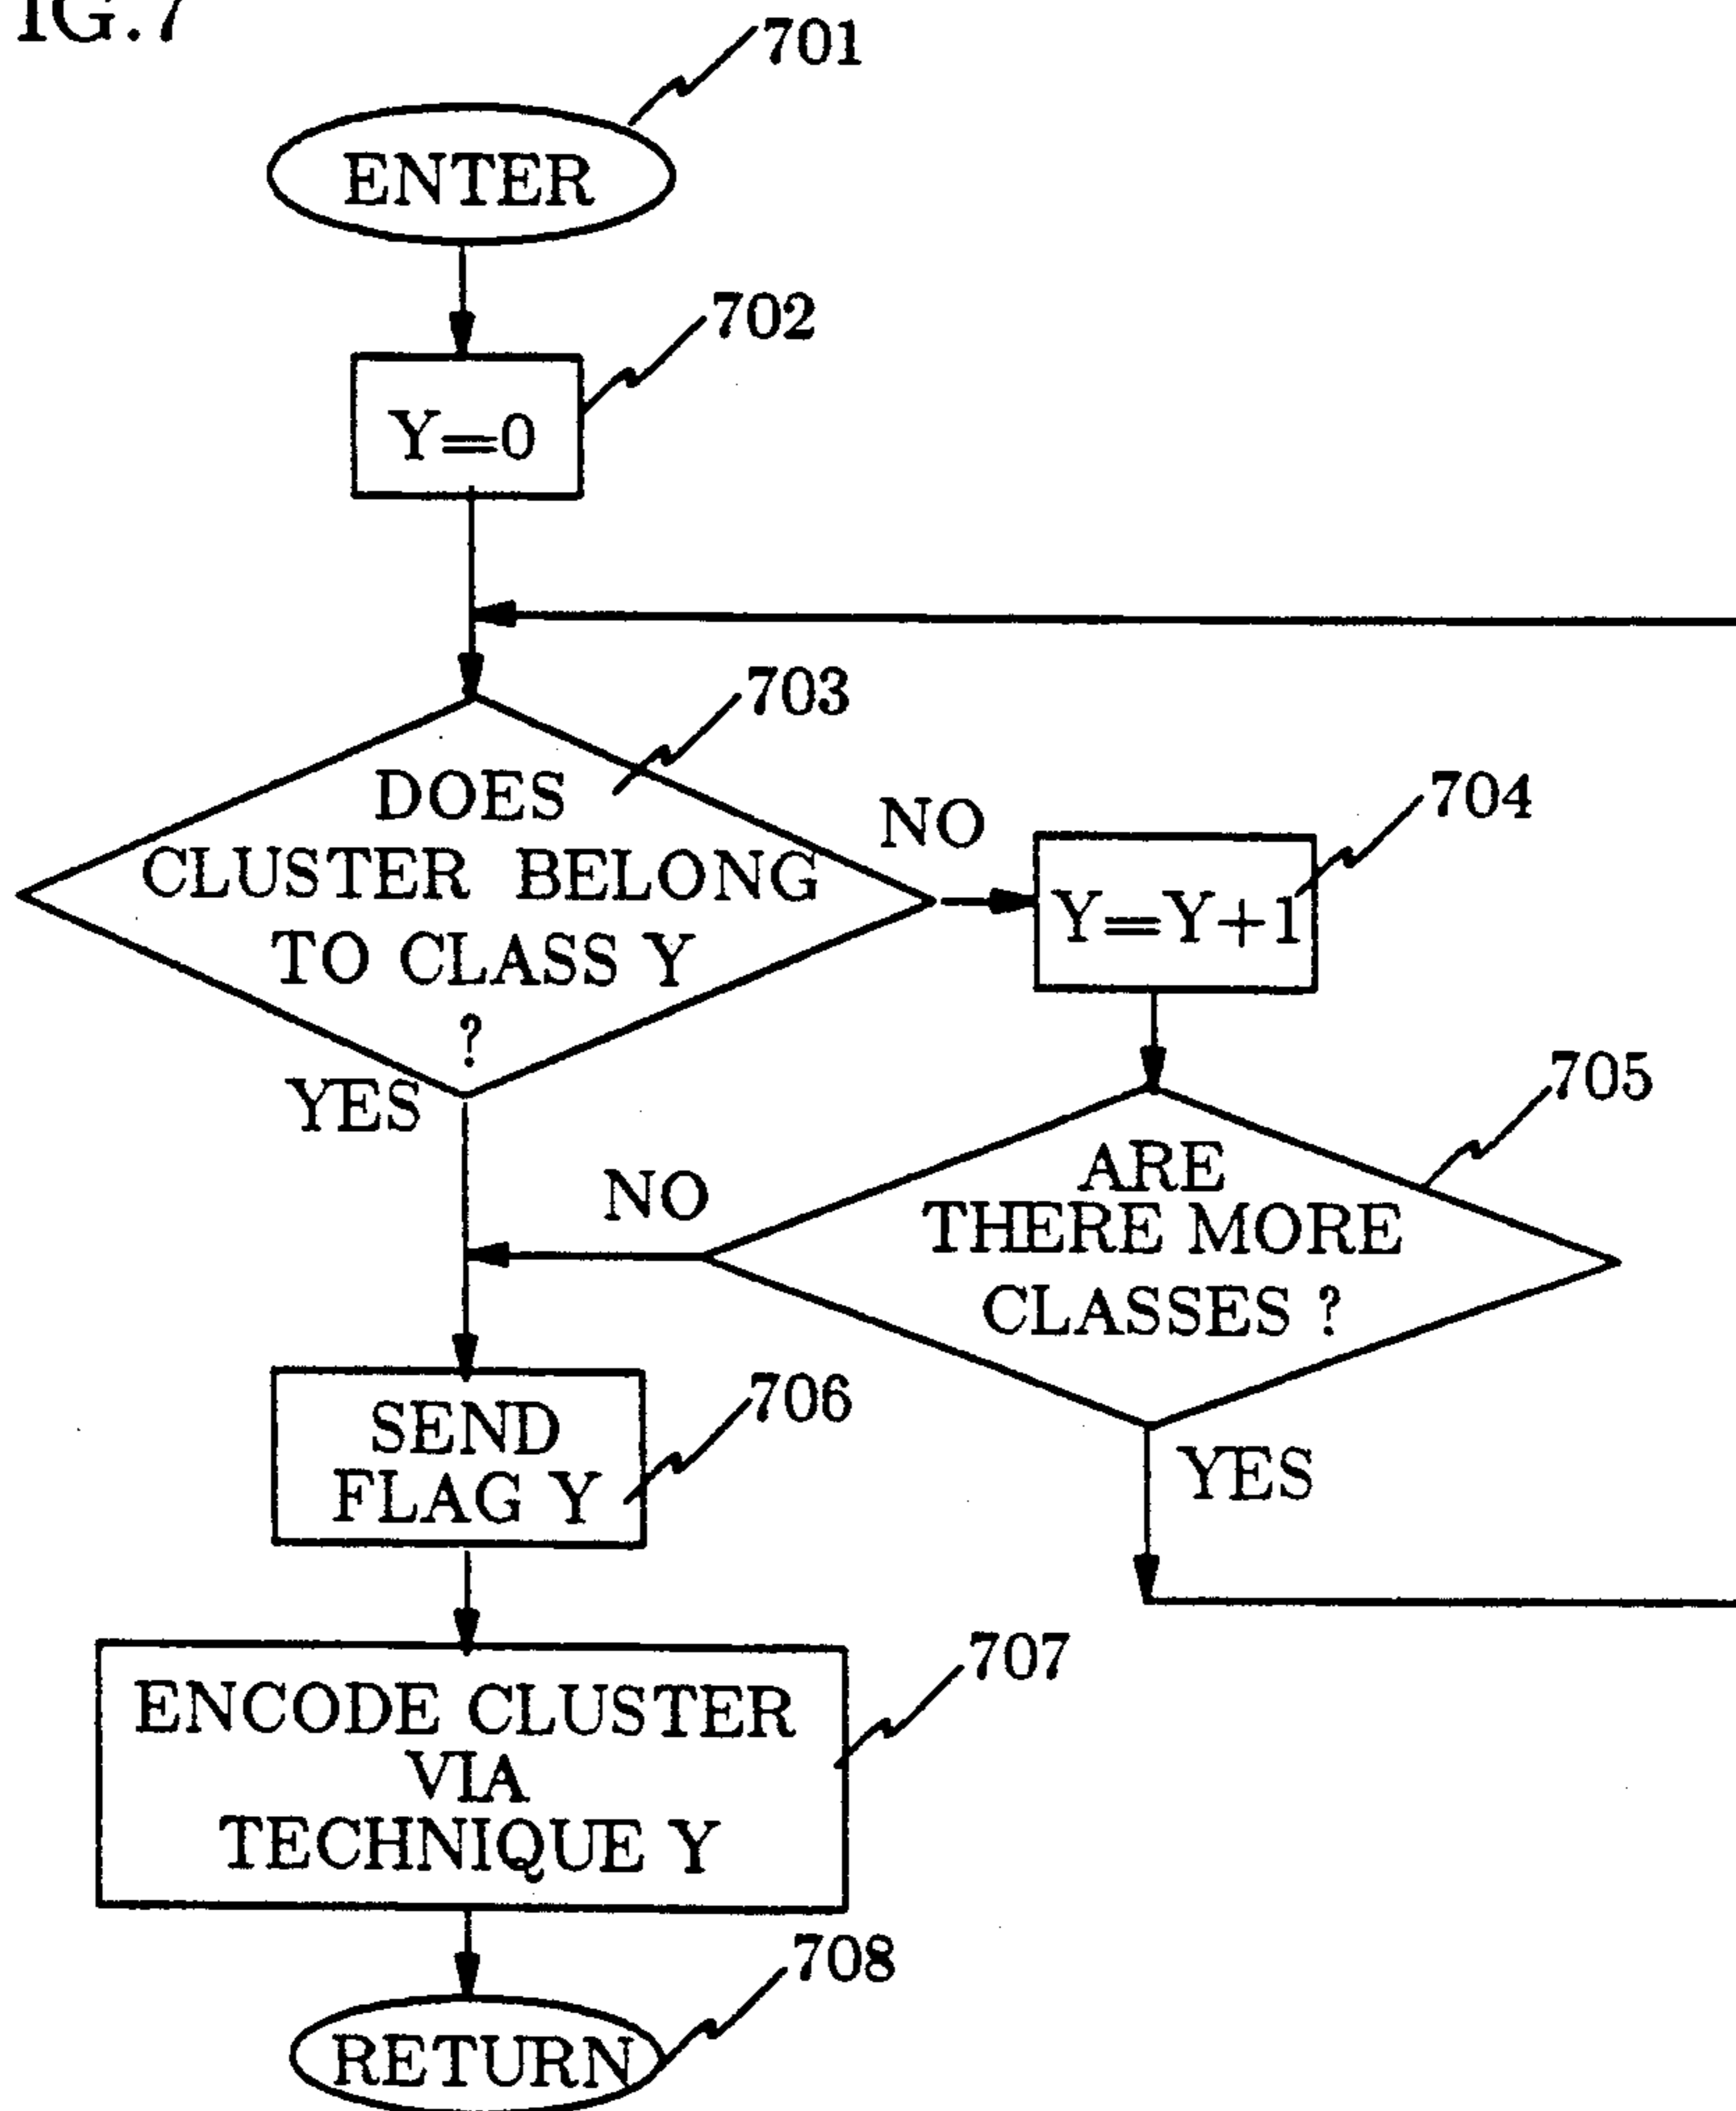 IG.7
701
ENTER
702
Y=0
703
DOES
CLUSTER BELONG
TO CLASS Y
?
NO
704
Y=Y+1
YES
705
ARE
THERE MORE
CLASSES ?
NO
YES
706
SEND
FLAG Y
707
ENCODE CLUSTER
VIA
TECHNIQUE Y
708
RETURN